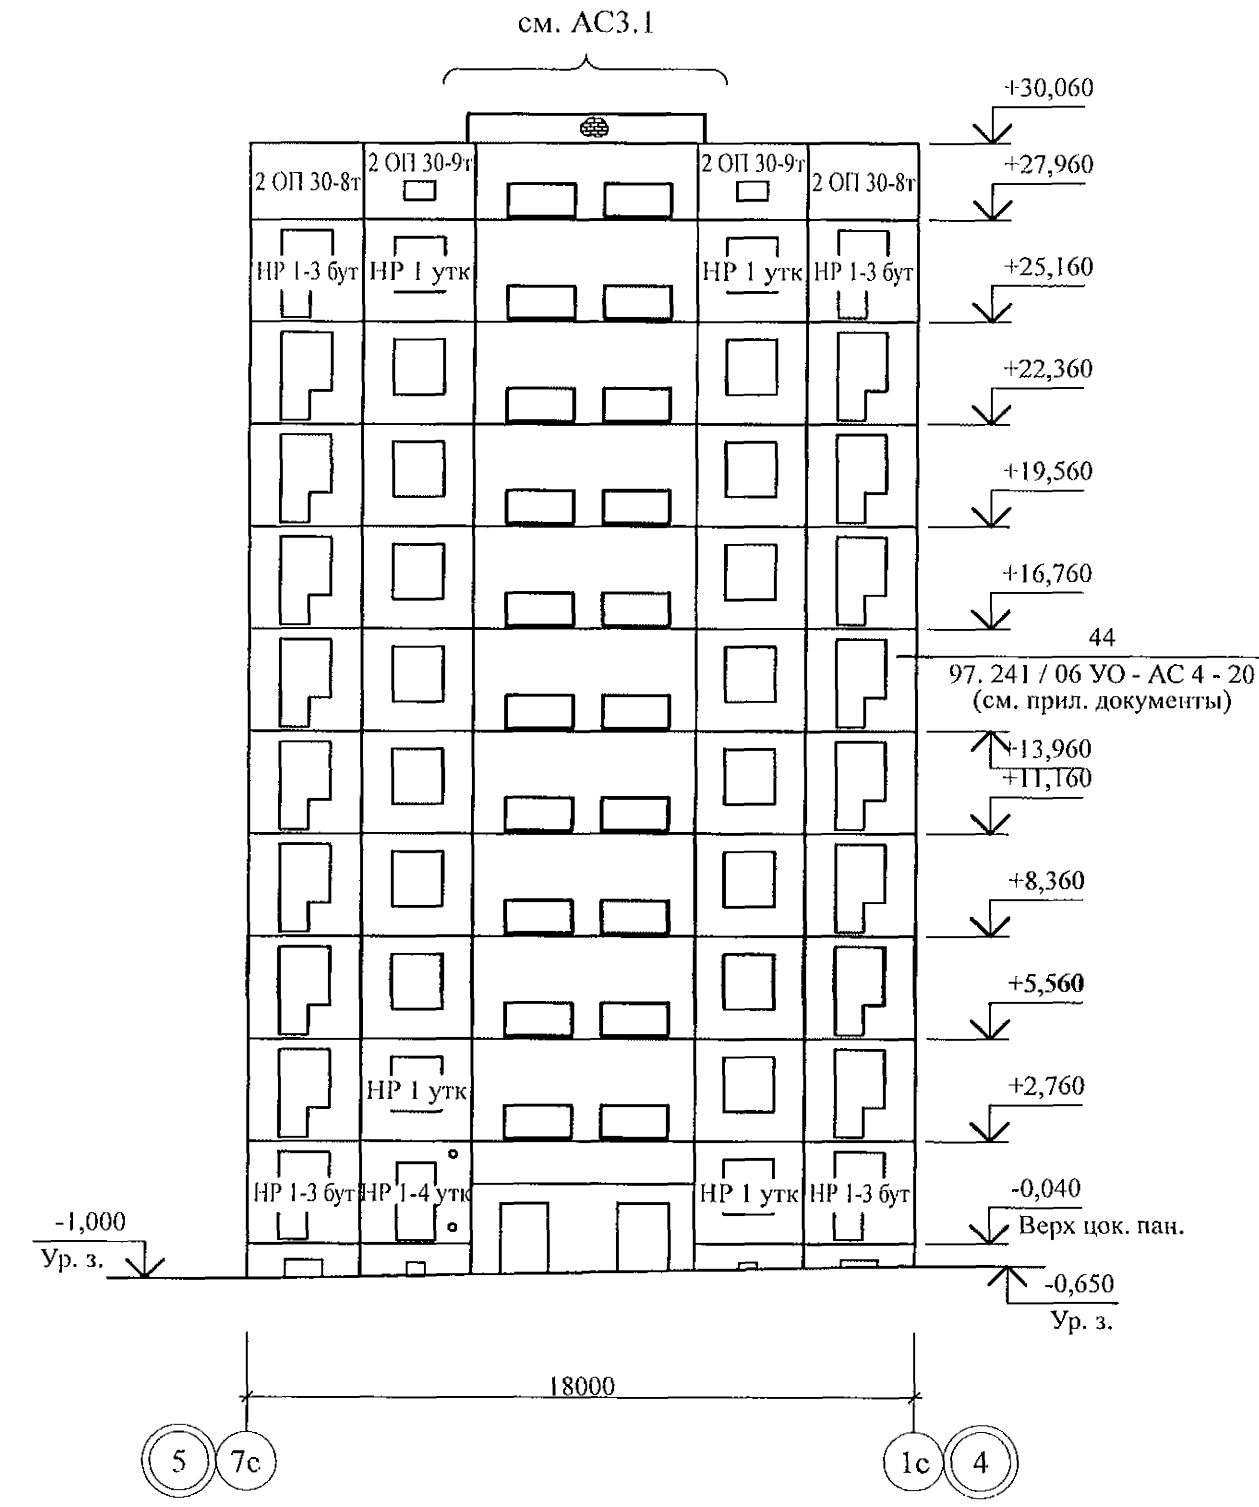 см. АС3.1
+30,060
2 ОП 30-8т
2 ОП 30-9т
2 ОП 30-9т
2 ОП 30-8т
+27,960
НР 1-3 бут
НР 1 утк
НР 1 утк
НР 1-3 бут
+25,160
+22,360
+19,560
+16,760
44
97. 241 / 06 УО - АС 4 - 20
(см. прил. документы)
+13,960
+11,160
+8,360
+5,560
НР 1 утк
+2,760
НР 1-3 бут
НР 1-4 утк
НР 1 утк
НР 1-3 бут
-0,040
Верх цок. пан.
-1,000
Ур. з.
-0,650
Ур. з.
18000
5
7с
1с
4